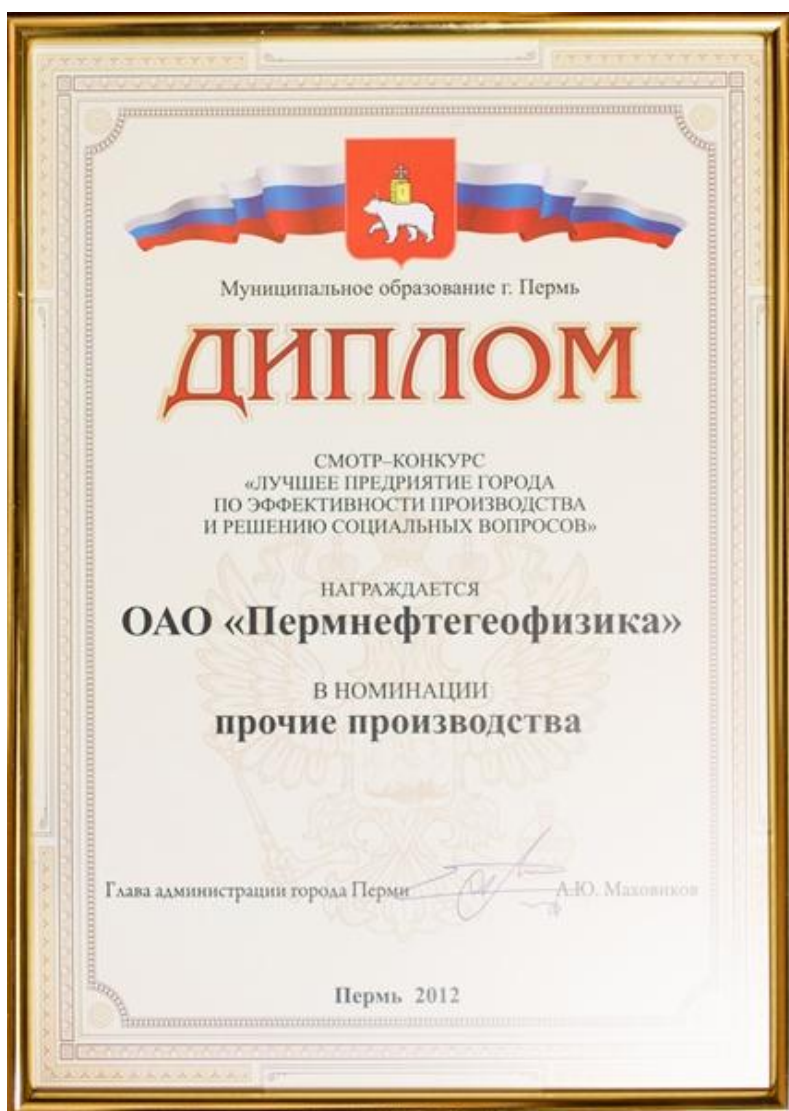 Муниципальное образование г. Пермь
ДИПЛОМ
СМОТР–КОНКУРС
«ЛУЧШЕЕ ПРЕДПРИЯТИЕ ГОРОДА
ПО ЭФФЕКТИВНОСТИ ПРОИЗВОДСТВА
И РЕШЕНИЮ СОЦИАЛЬНЫХ ВОПРОСОВ»
НАГРАЖДАЕТСЯ
ОАО «Пермнефтегеофизика»
В НОМИНАЦИИ
прочие производства
Глава администрации города Перми А.Ю. Маховиков
Пермь 2012